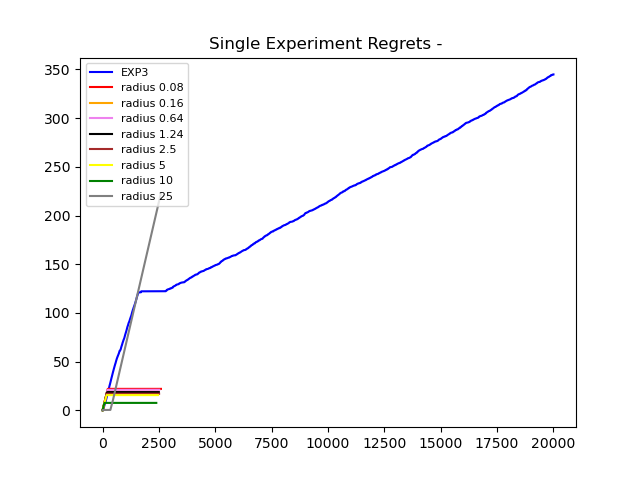 Single Experiment Regrets -
EXP3
radius 0.08
radius 0.16
radius 0.64
radius 1.24
radius 2.5
radius 5
radius 10
radius 25
350
300
250
200
150
100
50
0
0 2500 5000 7500 10000 12500 15000 17500 20000